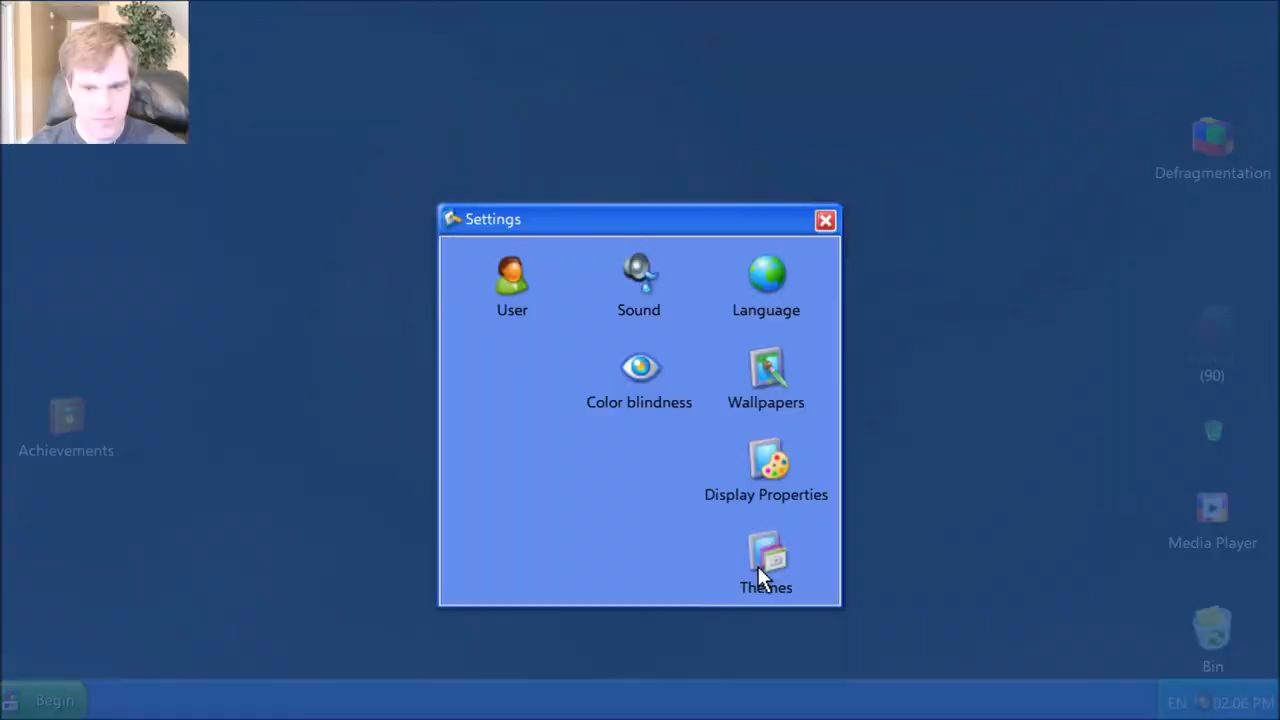 Defragmentation
Settings
User
Sound
Language
(90)
Color blindness
Wallpapers
Achievements
Display Properties
Media Player
Themes
Bin
Begin
EN
02:06 PM